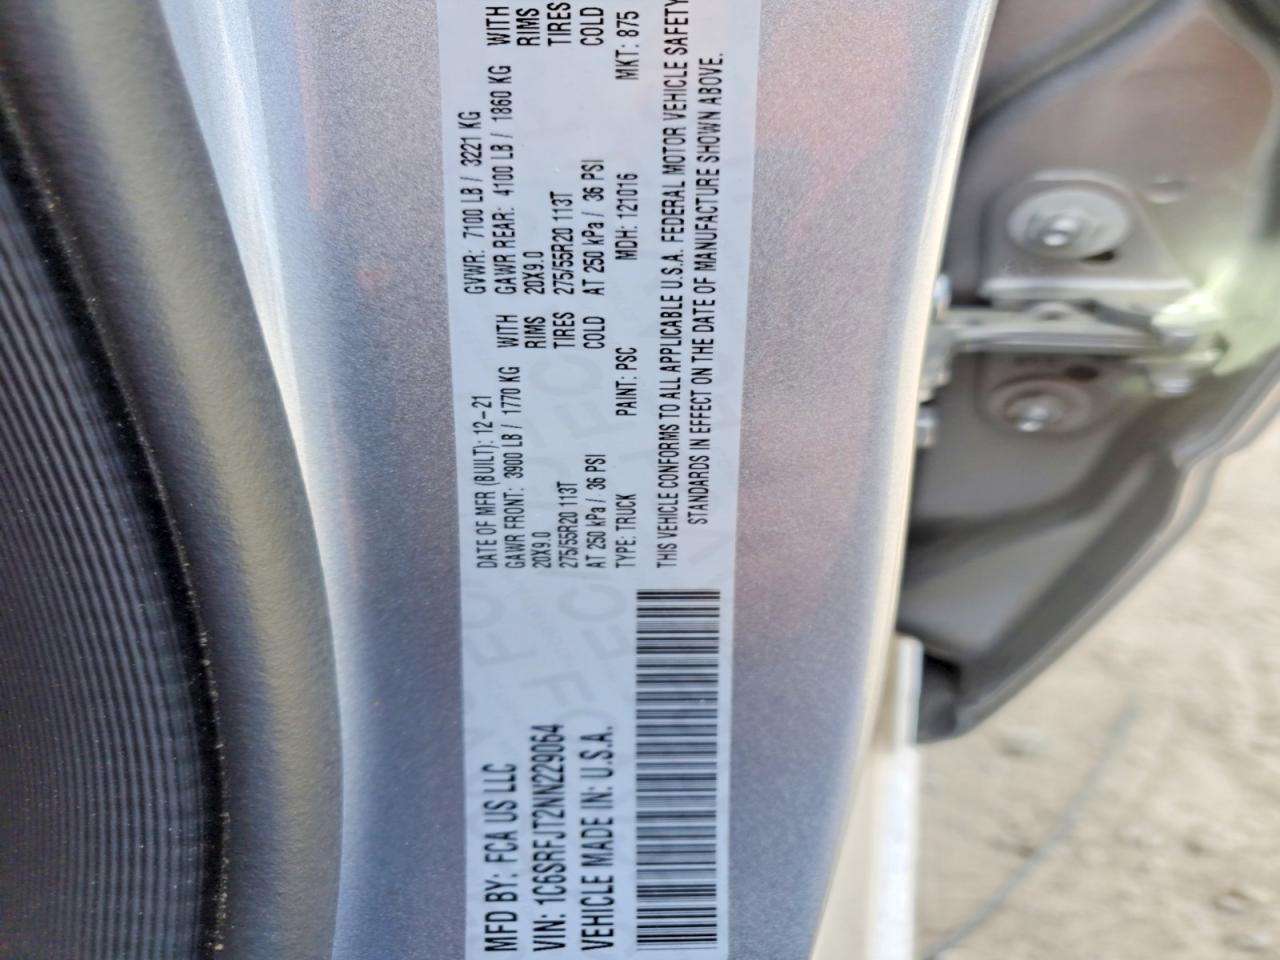 MFD BY: FCA US LLC
VIN: 1C6SRFJT2NN229064
VEHICLE MADE IN: U.S.A.
DATE OF MFR (BUILT): 12-21 GVWR: 7100 LB / 3221 KG
GAWR FRONT: 3900 LB / 1770 KG WITH GAWR REAR: 4100 LB / 1860 KG WITH
20X9.0 RIMS 20X9.0 RIMS
275/55R20 113T TIRES 275/55R20 113T TIRES
AT 250 kPa / 36 PSI COLD AT 250 kPa / 36 PSI COLD
TYPE: TRUCK PAINT: PSC MDH: 121016 MKT: 875
THIS VEHICLE CONFORMS TO ALL APPLICABLE U.S.A. FEDERAL MOTOR VEHICLE SAFETY
STANDARDS IN EFFECT ON THE DATE OF MANUFACTURE SHOWN ABOVE.